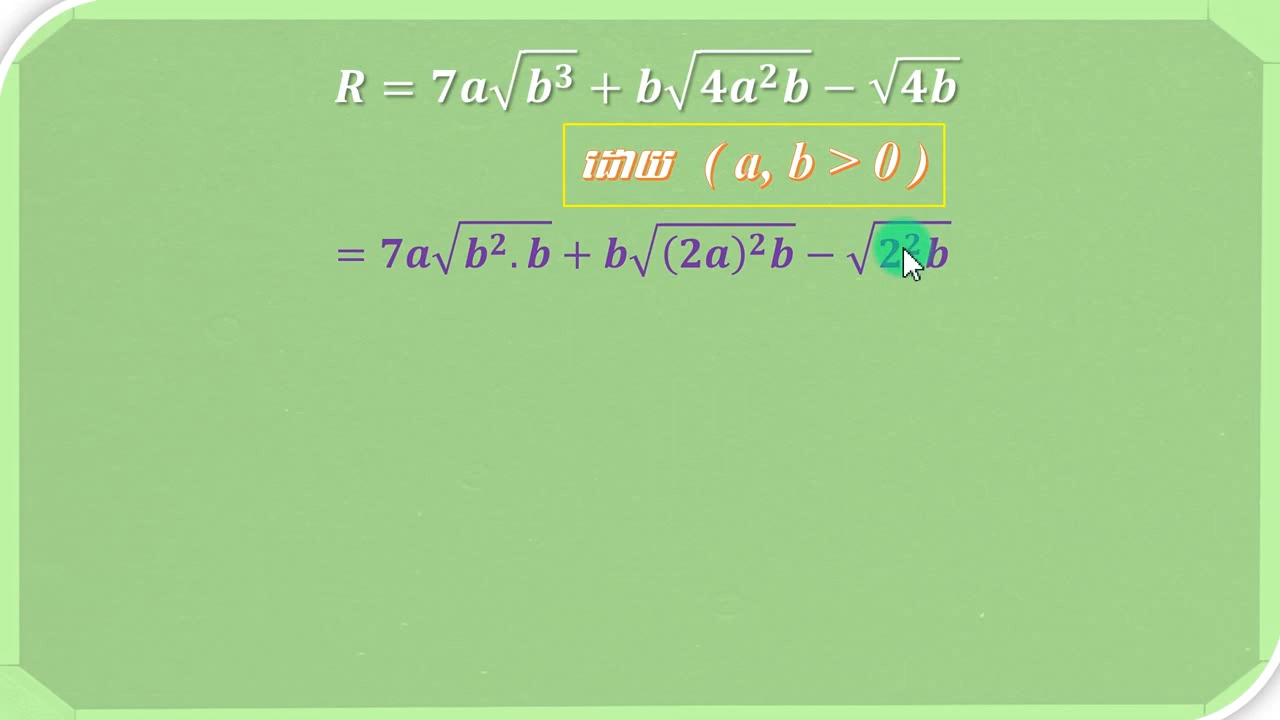 R = 7a√b³ + b√4a²b − √4b
ដោយ ( a, b > 0 )
= 7a√b².b + b√(2a)²b − √2²b